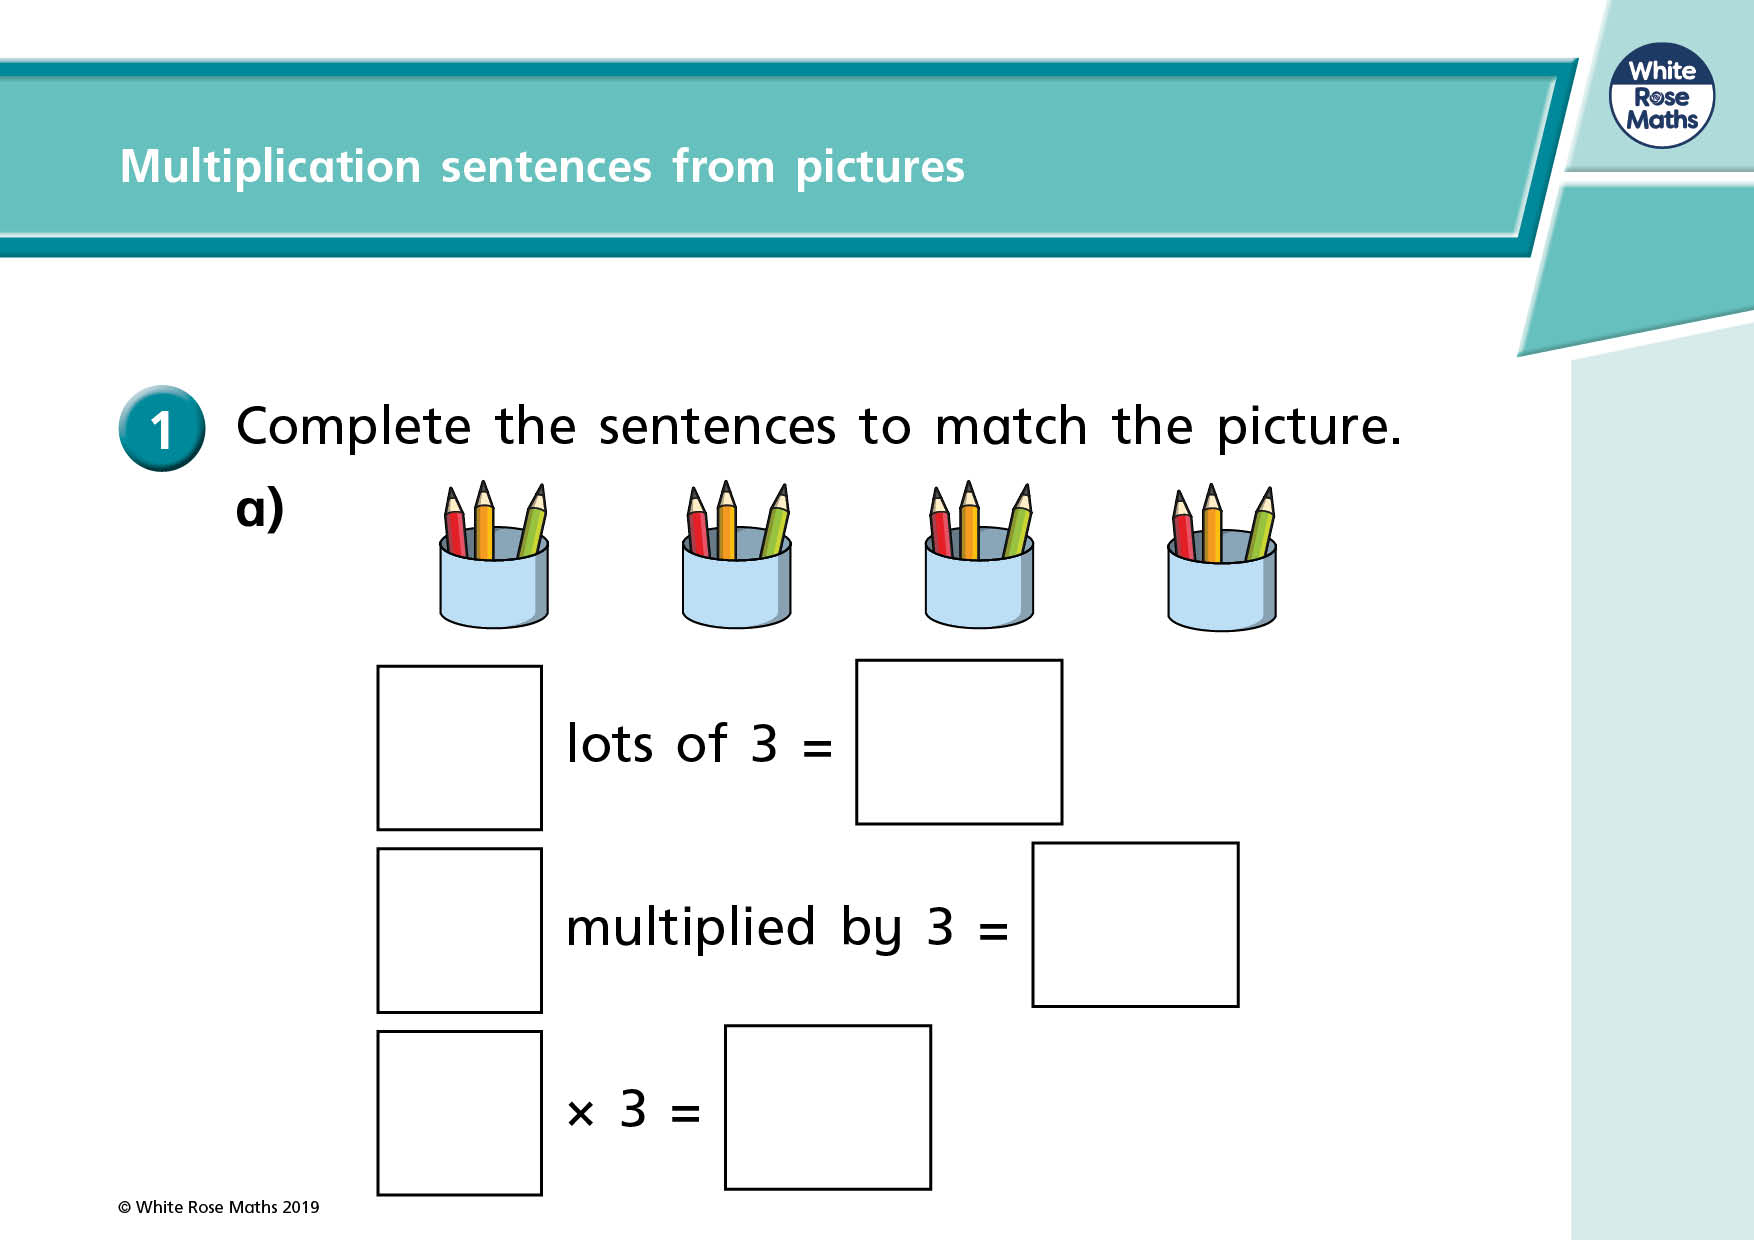 White
Rose
Maths
Multiplication sentences from pictures
1 Complete the sentences to match the picture.
a)
lots of 3 =
multiplied by 3 =
× 3 =
© White Rose Maths 2019